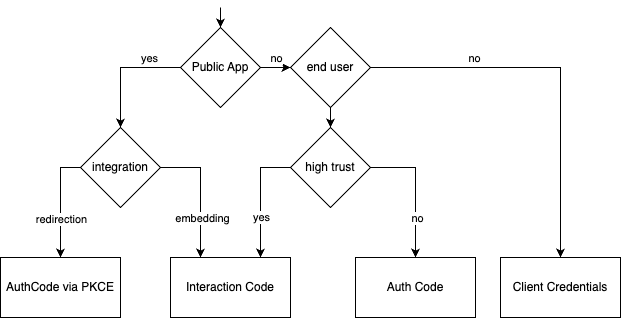 yes
Public App
no
end user
no
integration
high trust
redirection
embedding
yes
no
AuthCode via PKCE
Interaction Code
Auth Code
Client Credentials